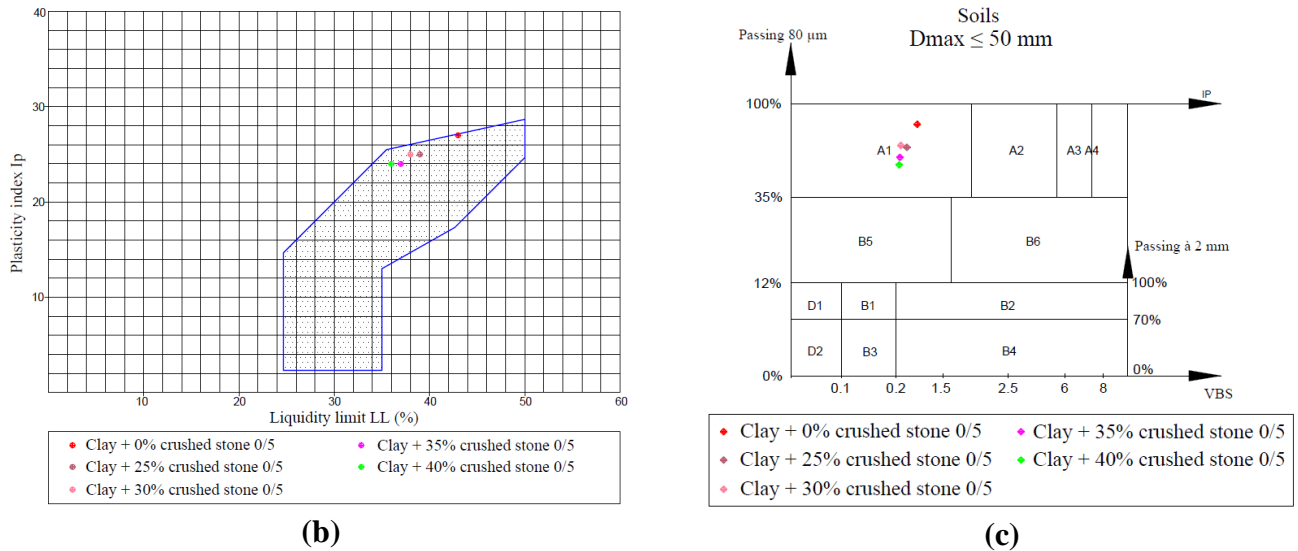 40
30
20
10
Plasticity index Ip
10 20 30 40 50 60
Liquidity limit LL (%)
Clay + 0% crushed stone 0/5
Clay + 25% crushed stone 0/5
Clay + 30% crushed stone 0/5
Clay + 35% crushed stone 0/5
Clay + 40% crushed stone 0/5
(b)
Soils
Dmax ≤ 50 mm
Passing 80 µm
IP
100%
A1 A2 A3 A4
35%
B5 B6
Passing à 2 mm
12%
100%
D1 B1 B2
70%
D2 B3 B4
0%
0%
0.1 0.2 1.5 2.5 6 8
VBS
Clay + 0% crushed stone 0/5
Clay + 25% crushed stone 0/5
Clay + 30% crushed stone 0/5
Clay + 35% crushed stone 0/5
Clay + 40% crushed stone 0/5
(c)